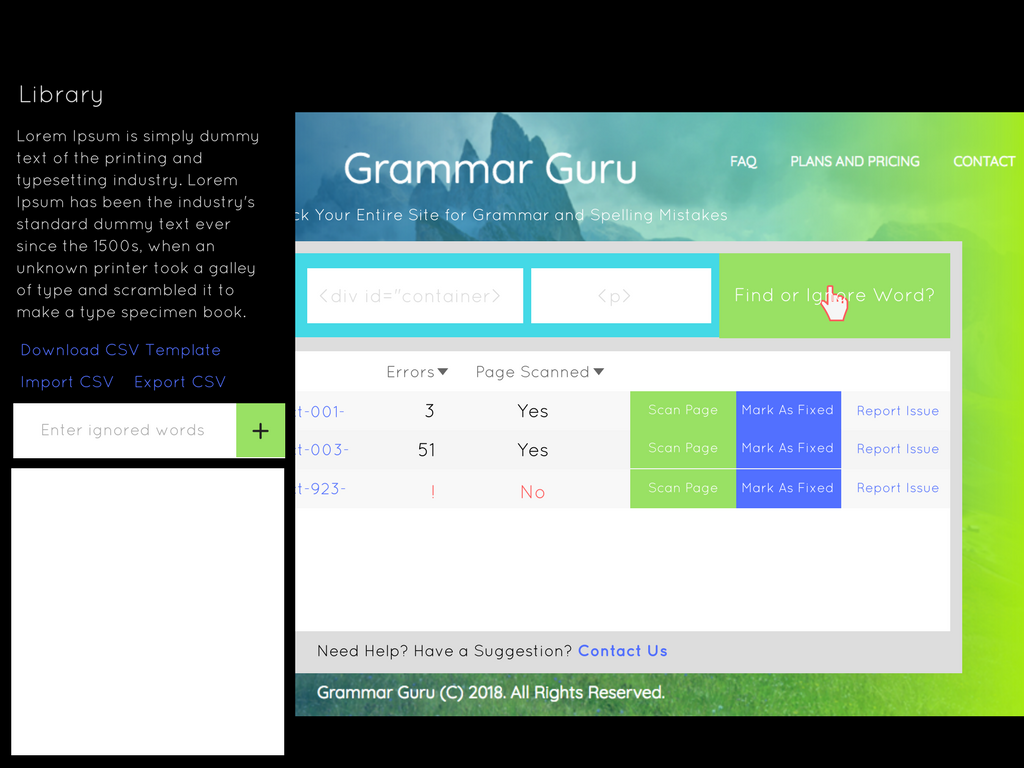 Library
Lorem Ipsum is simply dummy
text of the printing and
typesetting industry. Lorem
Ipsum has been the industry's
standard dummy text ever
since the 1500s, when an
unknown printer took a galley
of type and scrambled it to
make a type specimen book.
Download CSV Template
Import CSV Export CSV
Enter ignored words +
Grammar Guru
FAQ PLANS AND PRICING CONTACT
ck Your Entire Site for Grammar and Spelling Mistakes
<div id="container> <p> Find or Ignore Word?
Errors Page Scanned
t-001- 3 Yes Scan Page Mark As Fixed Report Issue
t-003- 51 Yes Scan Page Mark As Fixed Report Issue
t-923- ! No Scan Page Mark As Fixed Report Issue
Need Help? Have a Suggestion? Contact Us
Grammar Guru (C) 2018. All Rights Reserved.